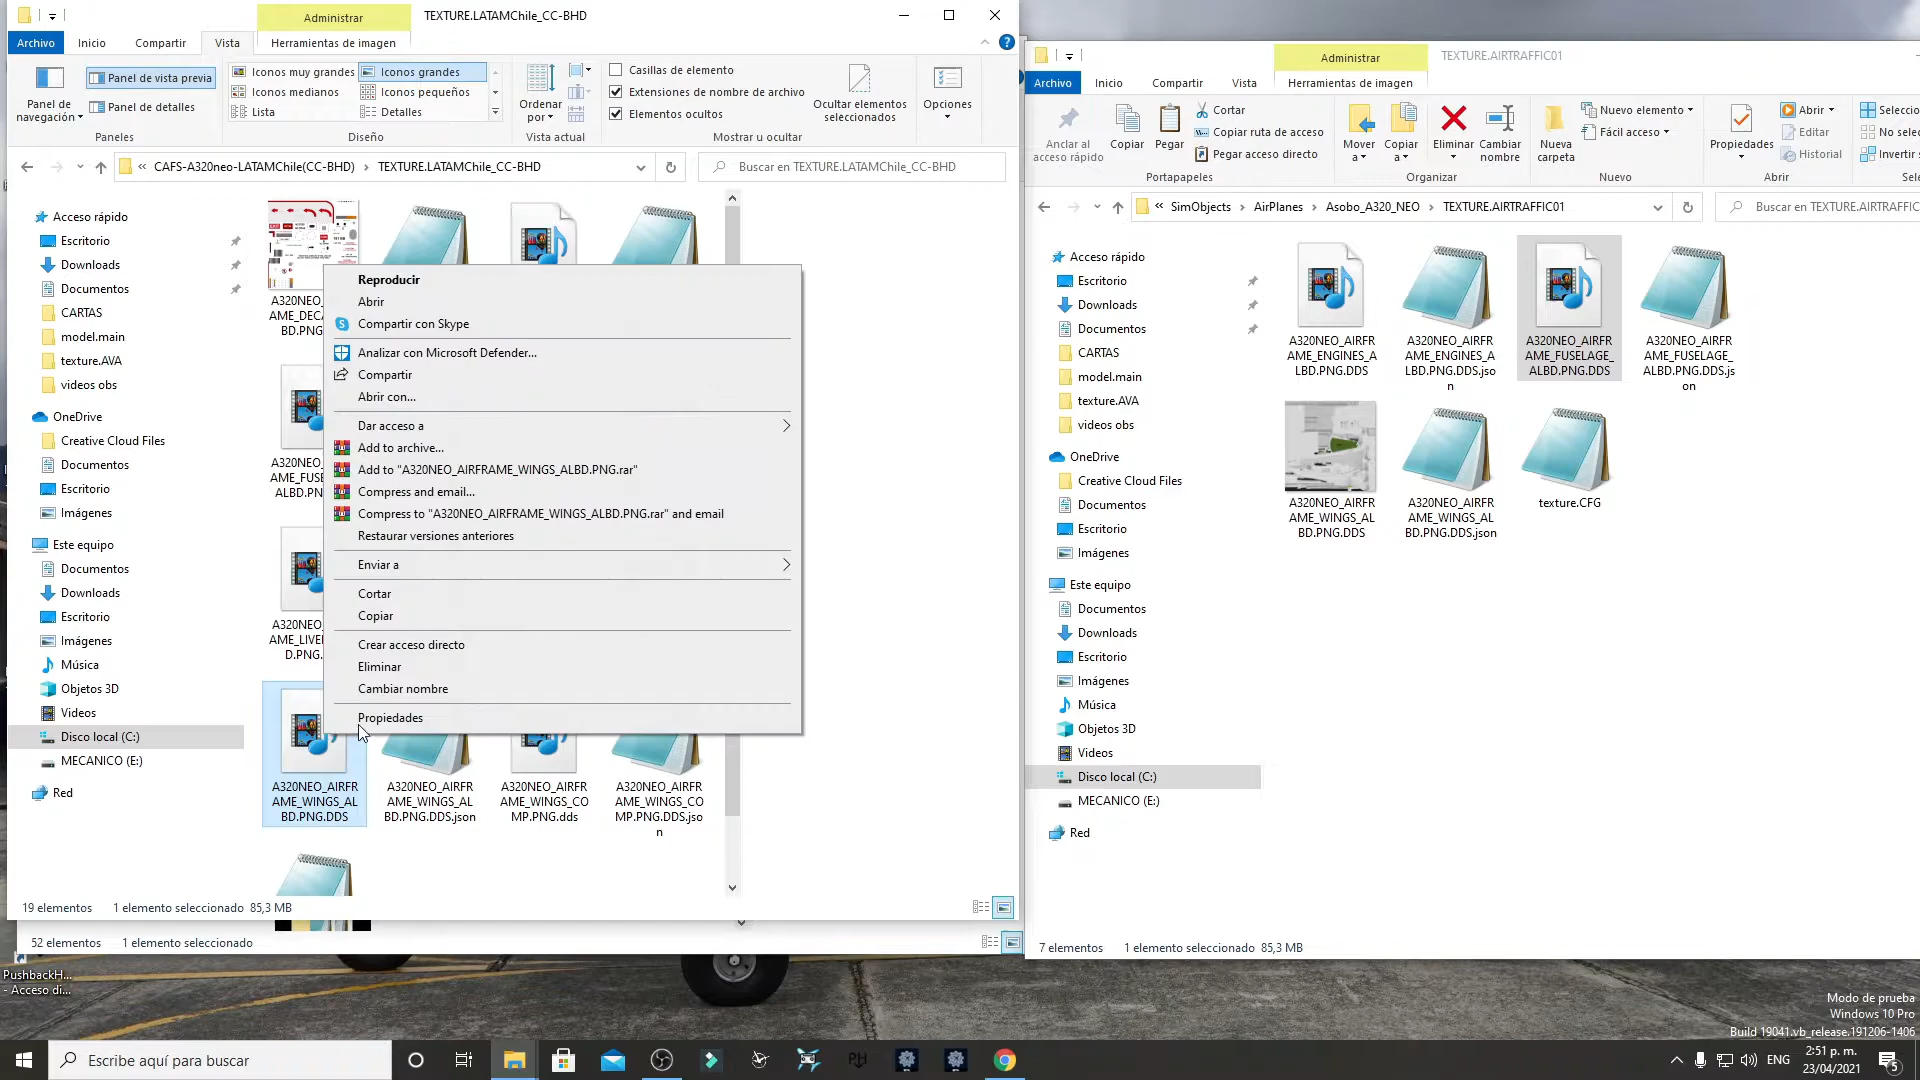 Administrar
TEXTURE.LATAMChile_CC-BHD
Archivo
Inicio
Compartir
Vista
Herramientas de imagen
Panel de navegación
Panel de vista previa
Panel de detalles
Paneles
Iconos muy grandes
Iconos grandes
Iconos medianos
Iconos pequeños
Lista
Detalles
Diseño
Ordenar por
Vista actual
Casillas de elemento
Extensiones de nombre de archivo
Elementos ocultos
Ocultar elementos seleccionados
Mostrar u ocultar
Opciones
« CAFS-A320neo-LATAMChile(CC-BHD) > TEXTURE.LATAMChile_CC-BHD
Buscar en TEXTURE.LATAMChile_CC-BHD
Acceso rápido
Escritorio
Downloads
Documentos
CARTAS
model.main
texture.AVA
videos obs
OneDrive
Creative Cloud Files
Documentos
Escritorio
Imágenes
Este equipo
Documentos
Downloads
Escritorio
Imágenes
Música
Objetos 3D
Videos
Disco local (C:)
MECANICO (E:)
Red
A320NEO_
AME_DECA
BD.PNG
A320NEO_
AME_FUSE
ALBD.PN
A320NEO_
AME_LIVE
D.PNG.
A320NEO_AIRFR
AME_WINGS_AL
BD.PNG.DDS
A320NEO_AIRFR
AME_WINGS_AL
BD.PNG.DDS.json
A320NEO_AIRFR
AME_WINGS_CO
MP.PNG.dds
A320NEO_AIRFR
AME_WINGS_CO
MP.PNG.DDS.jso
n
Reproducir
Abrir
Compartir con Skype
Analizar con Microsoft Defender...
Compartir
Abrir con...
Dar acceso a
Add to archive...
Add to "A320NEO_AIRFRAME_WINGS_ALBD.PNG.rar"
Compress and email...
Compress to "A320NEO_AIRFRAME_WINGS_ALBD.PNG.rar" and email
Restaurar versiones anteriores
Enviar a
Cortar
Copiar
Crear acceso directo
Eliminar
Cambiar nombre
Propiedades
19 elementos
1 elemento seleccionado 85,3 MB
52 elementos
1 elemento seleccionado
PushbackH...
- Acceso di...
Administrar
TEXTURE.AIRTRAFFIC01
Archivo
Inicio
Compartir
Vista
Herramientas de imagen
Anclar al acceso rápido
Copiar
Pegar
Cortar
Copiar ruta de acceso
Pegar acceso directo
Portapapeles
Mover a
Copiar a
Eliminar
Cambiar nombre
Organizar
Nueva carpeta
Nuevo elemento
Fácil acceso
Nuevo
Propiedades
Abrir
Editar
Historial
Abrir
Seleccio
No selec
Invertir s
Sele
« SimObjects > AirPlanes > Asobo_A320_NEO > TEXTURE.AIRTRAFFIC01
Buscar en TEXTURE.AIRTRAFFIC
Acceso rápido
Escritorio
Downloads
Documentos
CARTAS
model.main
texture.AVA
videos obs
OneDrive
Creative Cloud Files
Documentos
Escritorio
Imágenes
Este equipo
Documentos
Downloads
Escritorio
Imágenes
Música
Objetos 3D
Videos
Disco local (C:)
MECANICO (E:)
Red
A320NEO_AIRFR
AME_ENGINES_A
LBD.PNG.DDS
A320NEO_AIRFR
AME_ENGINES_A
LBD.PNG.DDS.jso
n
A320NEO_AIRFR
AME_FUSELAGE_
ALBD.PNG.DDS
A320NEO_AIRFR
AME_FUSELAGE_
ALBD.PNG.DDS.js
on
A320NEO_AIRFR
AME_WINGS_AL
BD.PNG.DDS
A320NEO_AIRFR
AME_WINGS_AL
BD.PNG.DDS.json
texture.CFG
7 elementos
1 elemento seleccionado 85,3 MB
Modo de prueba
Windows 10 Pro
Build 19041.vb_release.191206-1406
Escribe aquí para buscar
ENG
2:51 p. m.
23/04/2021
5